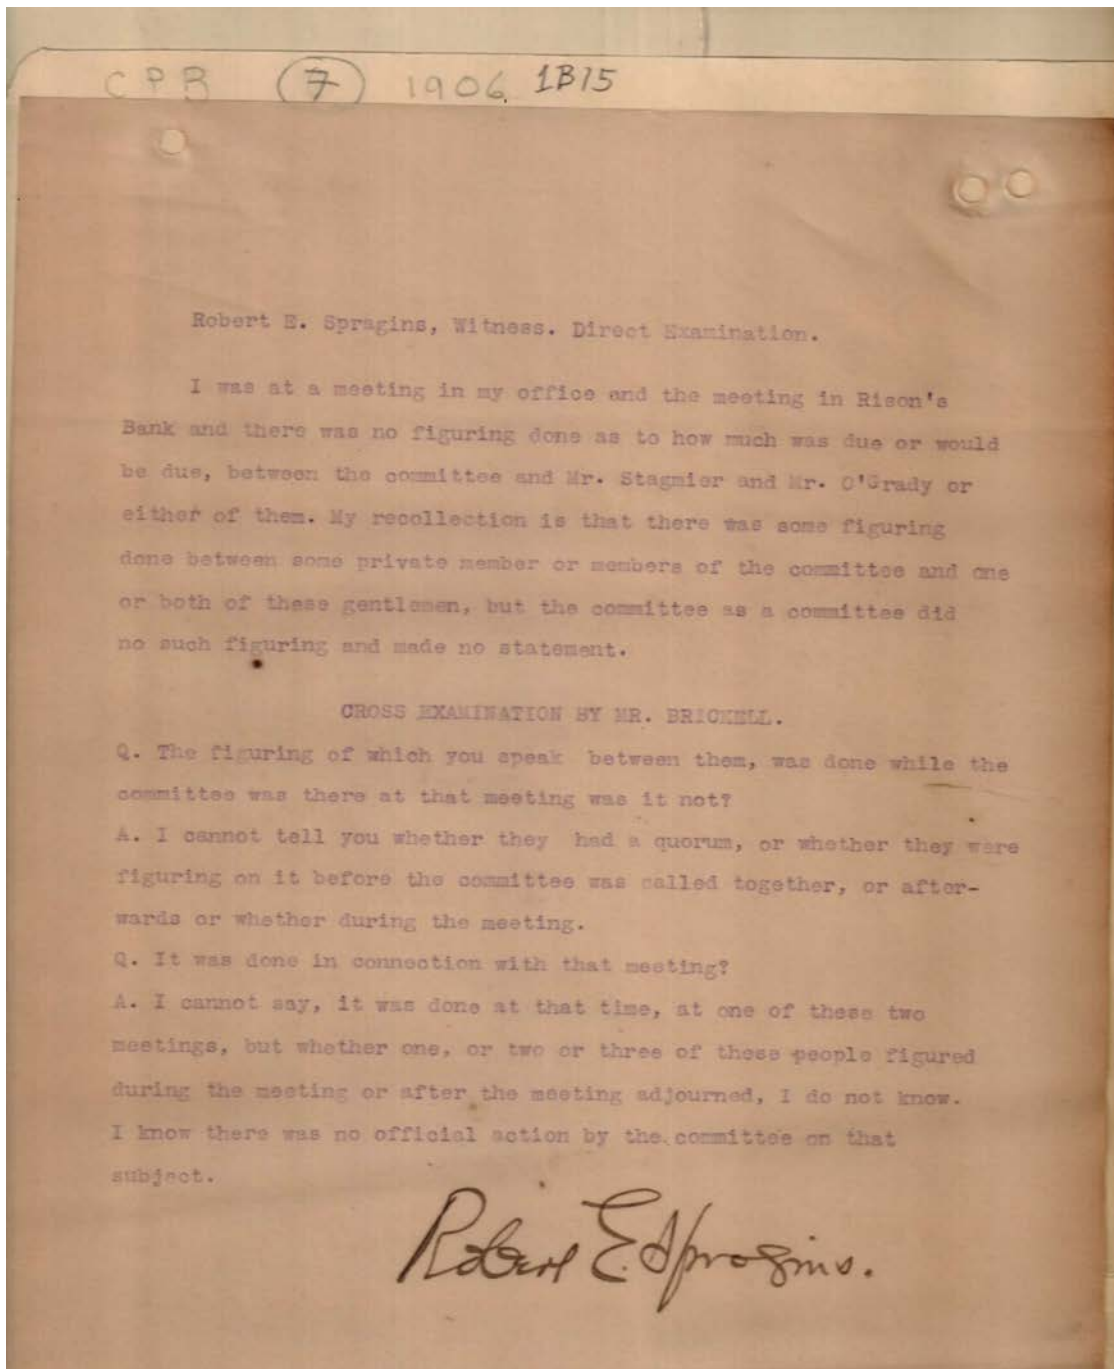 CPB 7 1906. 1B15
Robert E. Spragins, Witness. Direct Examination.
I was at a meeting in my office and the meeting in Rison's
Bank and there was no figuring done as to how much was due or would
be due, between the committee and Mr. Stagmier and Mr. O'Grady or
either of them. My recollection is that there was some figuring
done between some private member or members of the committee and one
or both of these gentlemen, but the committee as a committee did
no such figuring and made no statement.
CROSS EXAMINATION BY MR. BRICKELL.
Q. The figuring of which you speak between them, was done while the
committee was there at that meeting was it not?
A. I cannot tell you whether they had a quorum, or whether they were
figuring on it before the committee was called together, or after-
wards or whether during the meeting.
Q. It was done in connection with that meeting?
A. I cannot say, it was done at that time, at one of these two
meetings, but whether one, or two or three of these people figured
during the meeting or after the meeting adjourned, I do not know.
I know there was no official action by the committee on that
subject.
Robert E. Spragins.